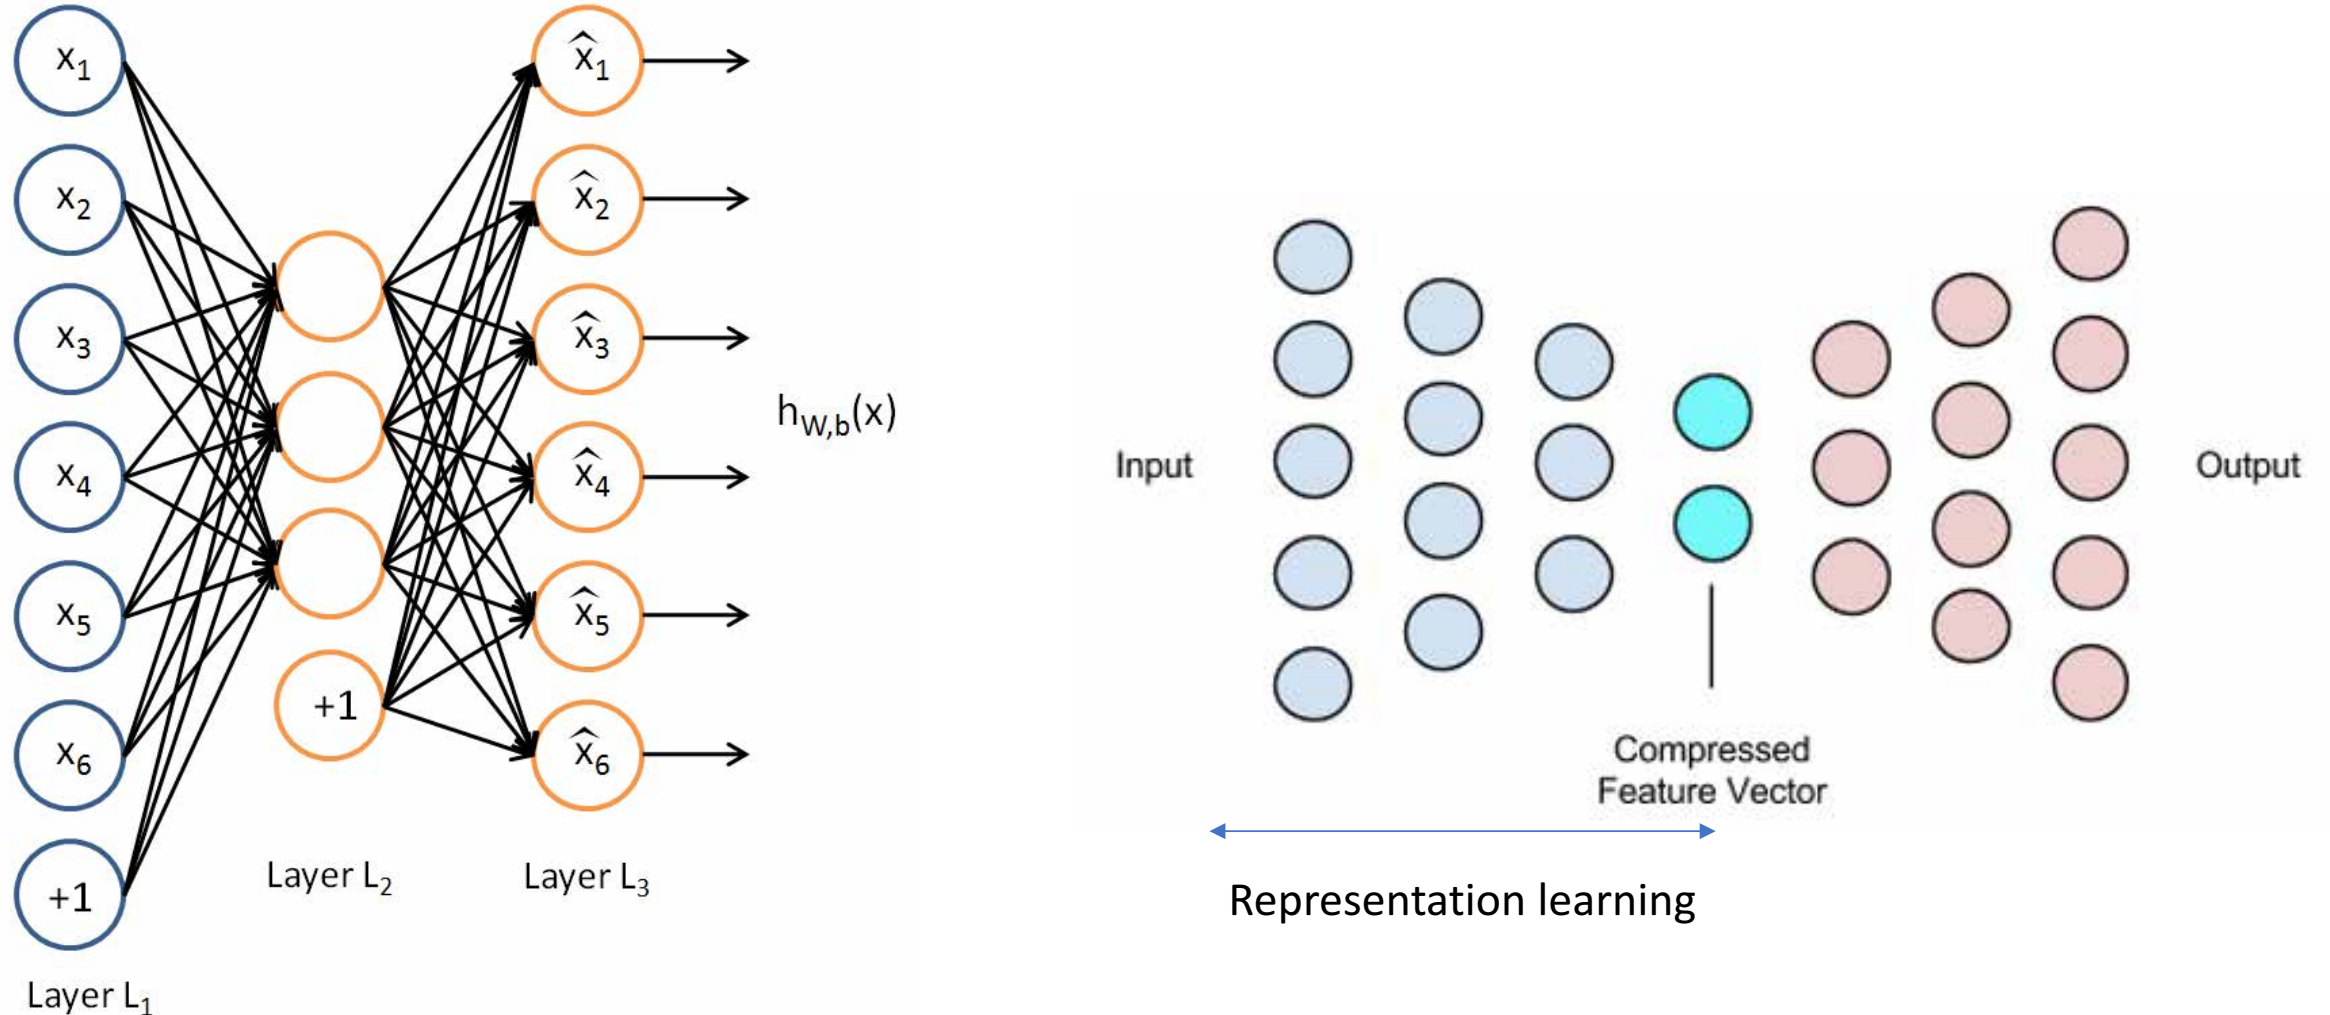 x1
x2
x3
x4
x5
x6
+1
Layer L1
+1
Layer L2
x̂1
x̂2
x̂3
x̂4
x̂5
x̂6
Layer L3
hW,b(x)
Input
Compressed
Feature Vector
Output
Representation learning